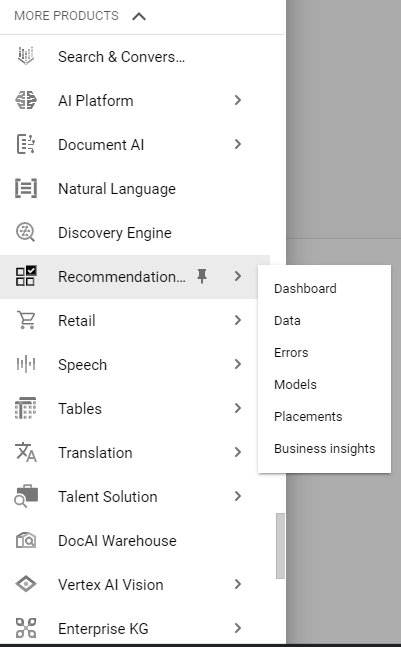 MORE PRODUCTS
Search & Convers...
AI Platform
Document AI
Natural Language
Discovery Engine
Recommendation...
Retail
Speech
Tables
Translation
Talent Solution
DocAI Warehouse
Vertex AI Vision
Enterprise KG
Dashboard
Data
Errors
Models
Placements
Business insights